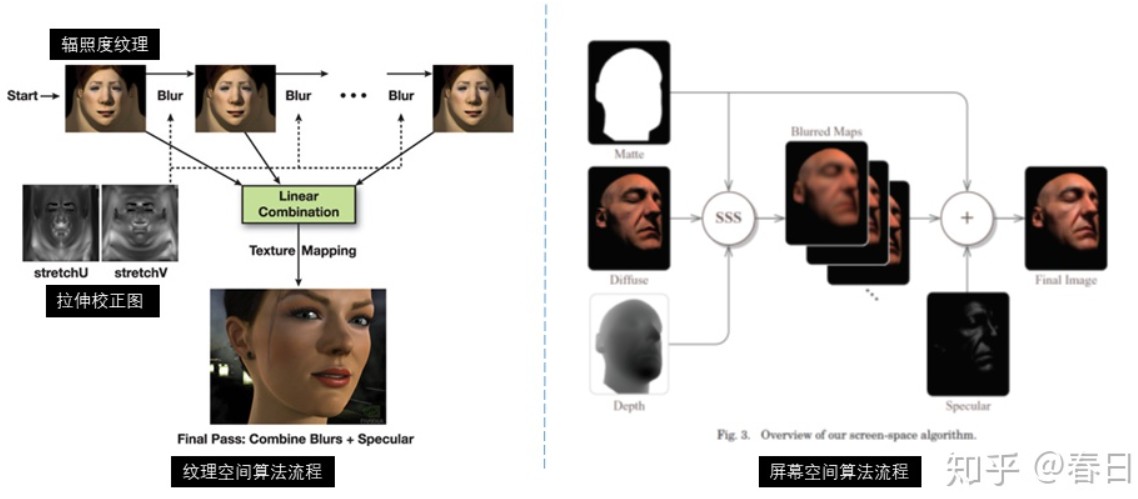 辐照度纹理
Start
Blur
Blur
Blur
Linear
Combination
Texture Mapping
stretchU
stretchV
拉伸校正图
Final Pass: Combine Blurs + Specular
纹理空间算法流程
Matte
Blurred Maps
SSS
+
Diffuse
Final Image
Depth
Specular
Fig. 3. Overview of our screen-space algorithm.
屏幕空间算法流程
知乎 @春日